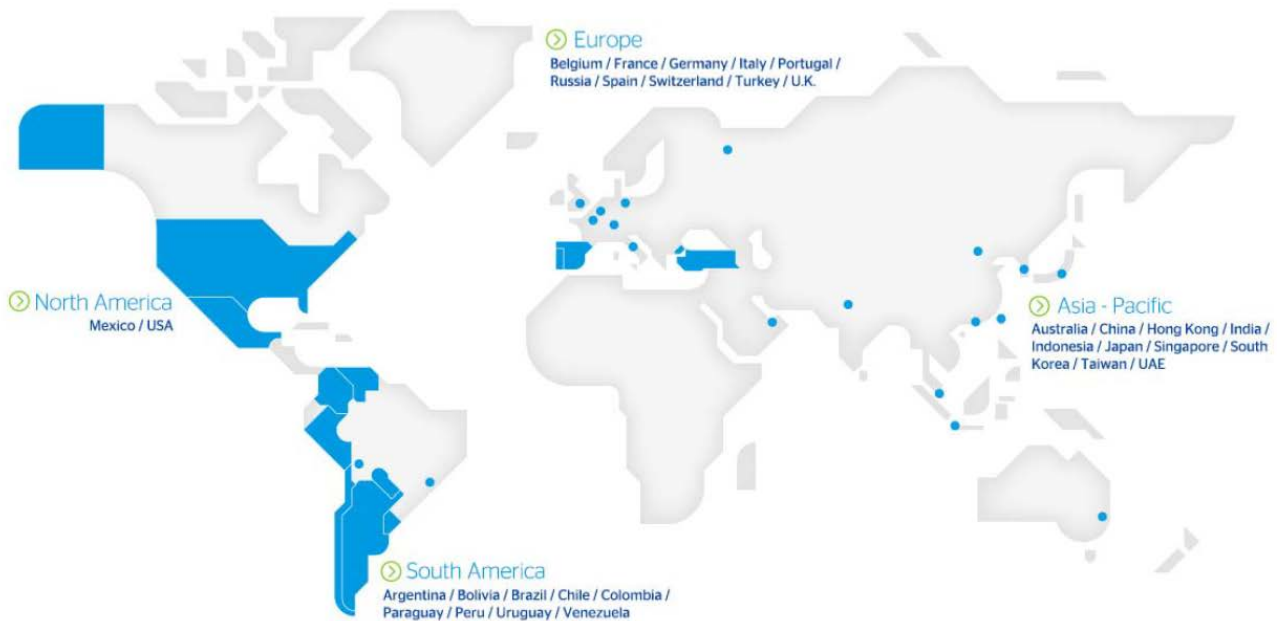 Europe
Belgium / France / Germany / Italy / Portugal /
Russia / Spain / Switzerland / Turkey / U.K.
North America
Mexico / USA
Asia - Pacific
Australia / China / Hong Kong / India /
Indonesia / Japan / Singapore / South
Korea / Taiwan / UAE
South America
Argentina / Bolivia / Brazil / Chile / Colombia /
Paraguay / Peru / Uruguay / Venezuela